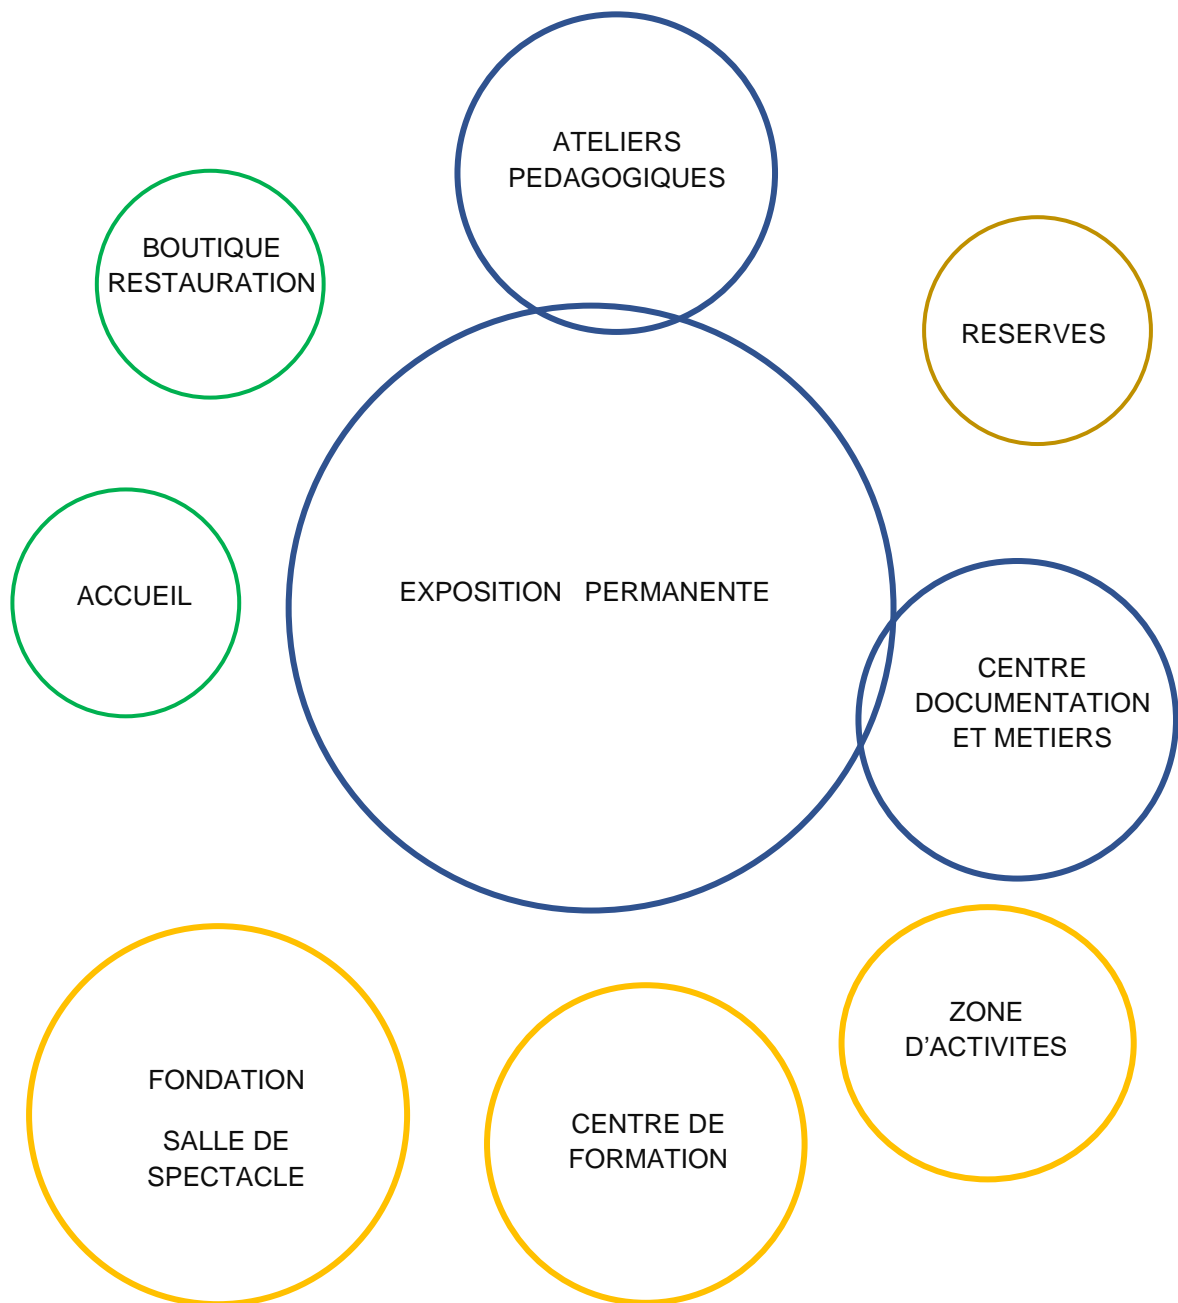 ATELIERS
PEDAGOGIQUES
BOUTIQUE
RESTAURATION
RESERVES
ACCUEIL
EXPOSITION PERMANENTE
CENTRE
DOCUMENTATION
ET METIERS
ZONE
D’ACTIVITES
FONDATION
SALLE DE
SPECTACLE
CENTRE DE
FORMATION